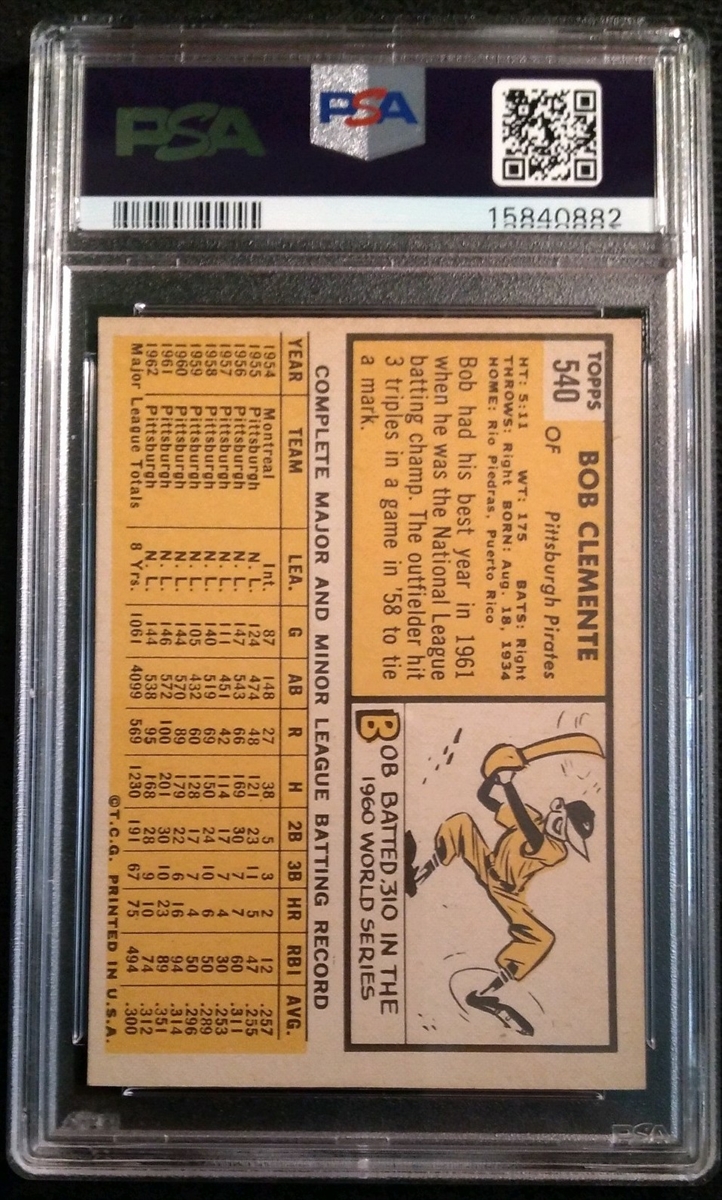 PSA
PSA
15840882
TOPPS
540
BOB CLEMENTE
OF Pittsburgh Pirates
HT: 5:11 WT: 175 BATS: Right
THROWS: Right BORN: Aug. 18, 1934
HOME: Rio Piedras, Puerto Rico
Bob had his best year in 1961
when he was the National League
batting champ. The outfielder hit
3 triples in a game in '58 to tie
a mark.
BOB BATTED .310 IN THE
1960 WORLD SERIES
COMPLETE MAJOR AND MINOR LEAGUE BATTING RECORD
YEAR TEAM LEA. G AB R H 2B 3B HR RBI AVG.
1954 Montreal Int. 87 148 27 38 5 3 2 12 .257
1955 Pittsburgh N. L. 124 474 48 121 23 11 5 47 .255
1956 Pittsburgh N. L. 147 543 66 169 30 7 7 60 .311
1957 Pittsburgh N. L. 111 451 42 114 17 7 4 30 .253
1958 Pittsburgh N. L. 140 519 69 150 24 10 6 50 .289
1959 Pittsburgh N. L. 105 432 60 128 17 7 4 50 .296
1960 Pittsburgh N. L. 144 570 89 179 22 6 16 94 .314
1961 Pittsburgh N. L. 146 572 100 201 30 10 23 89 .351
1962 Pittsburgh N. L. 144 538 95 168 28 9 10 74 .312
Major League Totals 8 Yrs. 1061 4099 569 1230 191 67 75 494 .300
©T.C.G. PRINTED IN U.S.A.
PSA